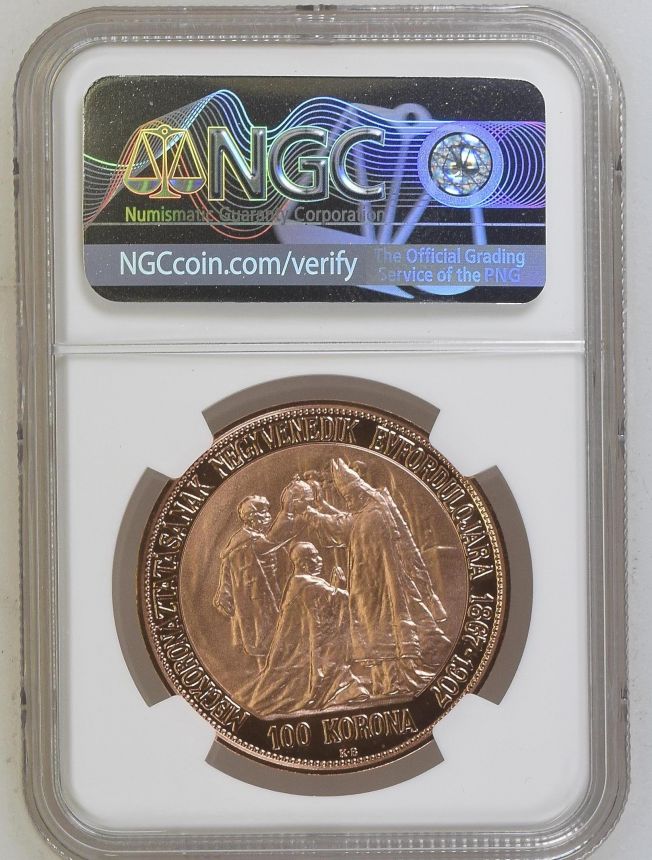 NGC
Numismatic Guaranty Corporation
NGCcoin.com/verify
The Official Grading
Service of the PNG
MEGKORONÁZTATÁSÁNAK NEGYVENEDIK ÉVFORDULÓJÁRA 1867·1907
100 KORONA
K·B